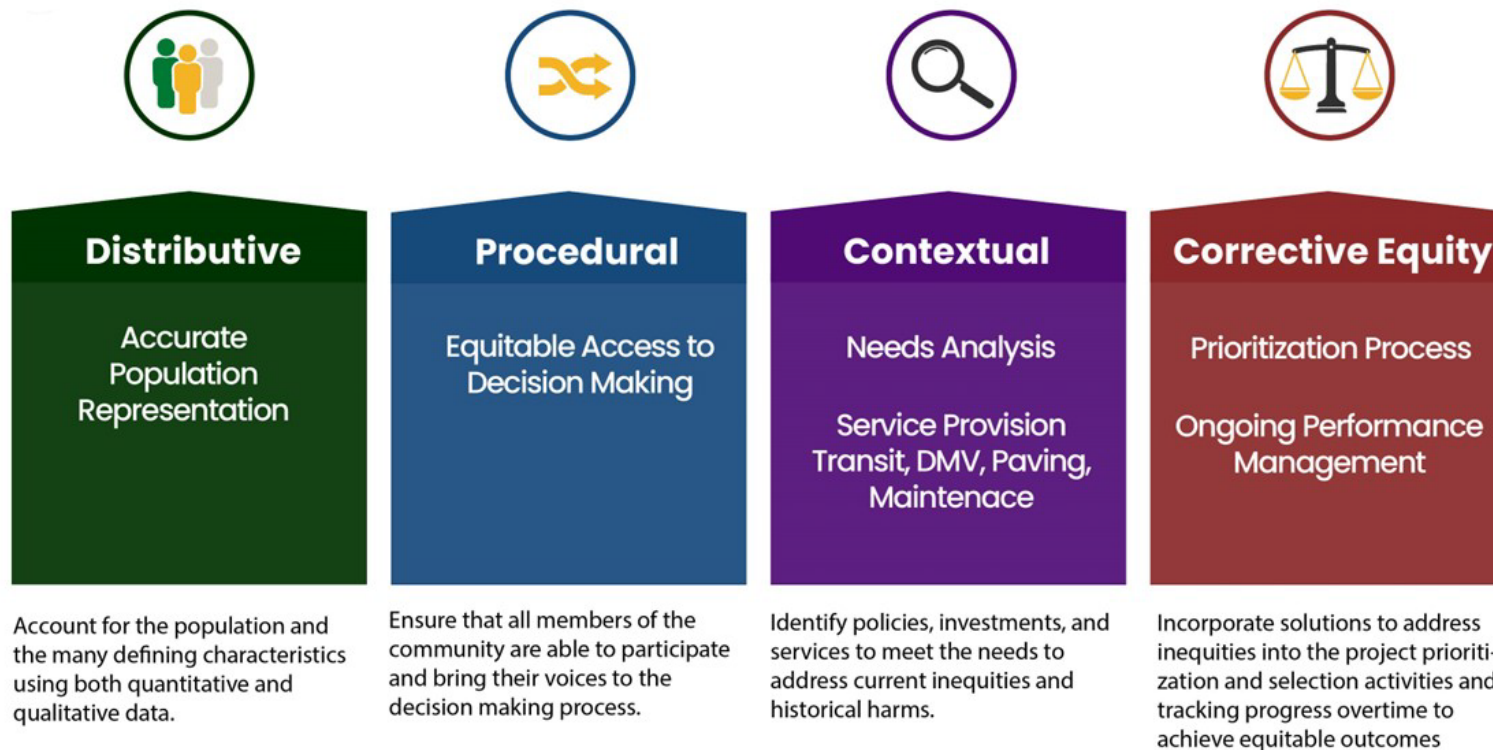 Distributive
Accurate
Population
Representation
Account for the population and
the many defining characteristics
using both quantitative and
qualitative data.
Procedural
Equitable Access to
Decision Making
Ensure that all members of the
community are able to participate
and bring their voices to the
decision making process.
Contextual
Needs Analysis
Service Provision
Transit, DMV, Paving,
Maintenace
Identify policies, investments, and
services to meet the needs to
address current inequities and
historical harms.
Corrective Equity
Prioritization Process
Ongoing Performance
Management
Incorporate solutions to address
inequities into the project prioriti-
zation and selection activities and
tracking progress overtime to
achieve equitable outcomes